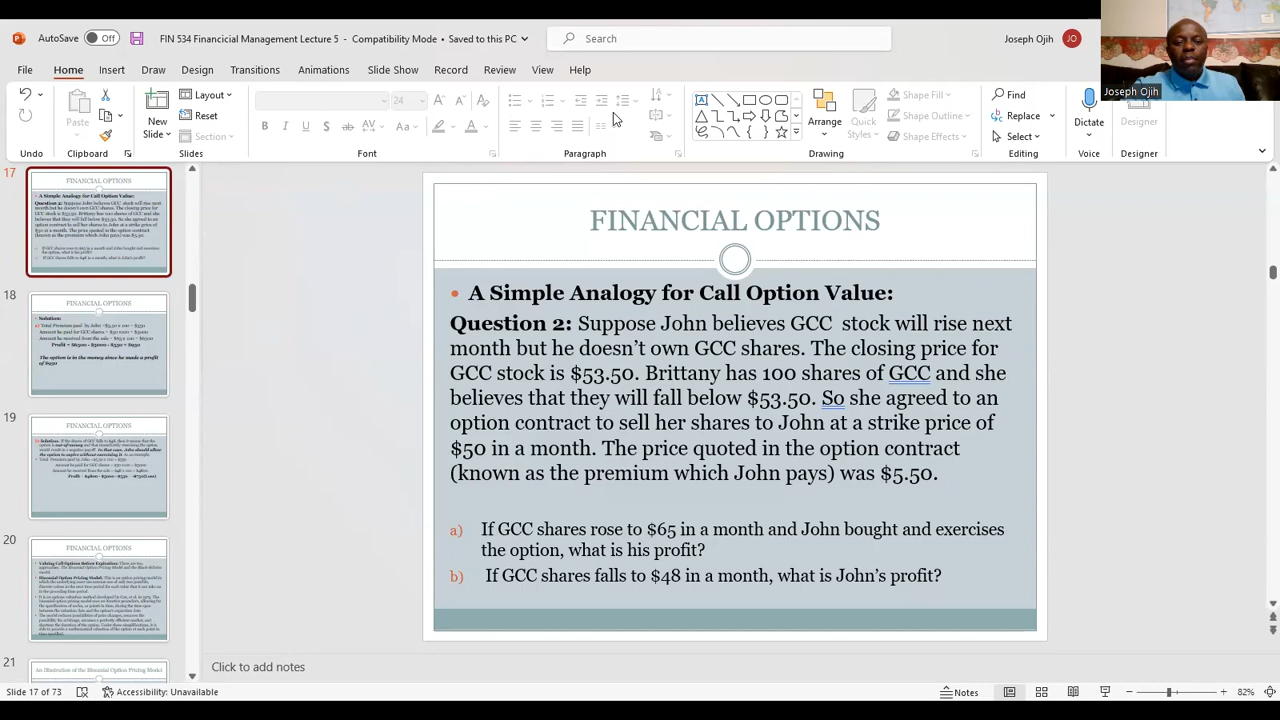 AutoSave Off
FIN 534 Financicial Management Lecture 5 - Compatibility Mode • Saved to this PC
Search
Joseph Ojih JO
Joseph Ojih
File Home Insert Draw Design Transitions Animations Slide Show Record Review View Help
Paste
New
Slide
Layout
Reset
Section
24
Arrange
Quick
Styles
Shape Fill
Shape Outline
Shape Effects
Find
Replace
Select
Dictate
Designer
Undo Clipboard Slides Font Paragraph Drawing Editing Voice Designer
17
FINANCIAL OPTIONS
18
FINANCIAL OPTIONS
19
FINANCIAL OPTIONS
20
FINANCIAL OPTIONS
21
An Illustration of the Binomial Option Pricing Model
FINANCIAL OPTIONS
• A Simple Analogy for Call Option Value:
Question 2: Suppose John believes GCC stock will rise next
month but he doesn't own GCC shares. The closing price for
GCC stock is $53.50. Brittany has 100 shares of GCC and she
believes that they will fall below $53.50. So she agreed to an
option contract to sell her shares to John at a strike price of
$50 in a month. The price quoted in the option contract
(known as the premium which John pays) was $5.50.
a) If GCC shares rose to $65 in a month and John bought and exercises
the option, what is his profit?
b) If GCC shares falls to $48 in a month, what is John's profit?
Click to add notes
Slide 17 of 73 Accessibility: Unavailable Notes 82%